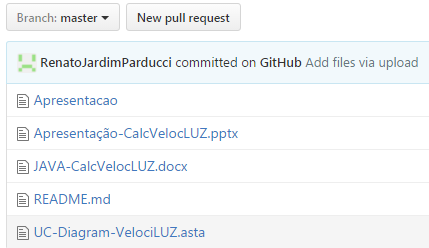 Branch: master New pull request
RenatoJardimParducci committed on GitHub Add files via upload
Apresentacao
Apresentação-CalcVelocLUZ.pptx
JAVA-CalcVelocLUZ.docx
README.md
UC-Diagram-VelociLUZ.asta